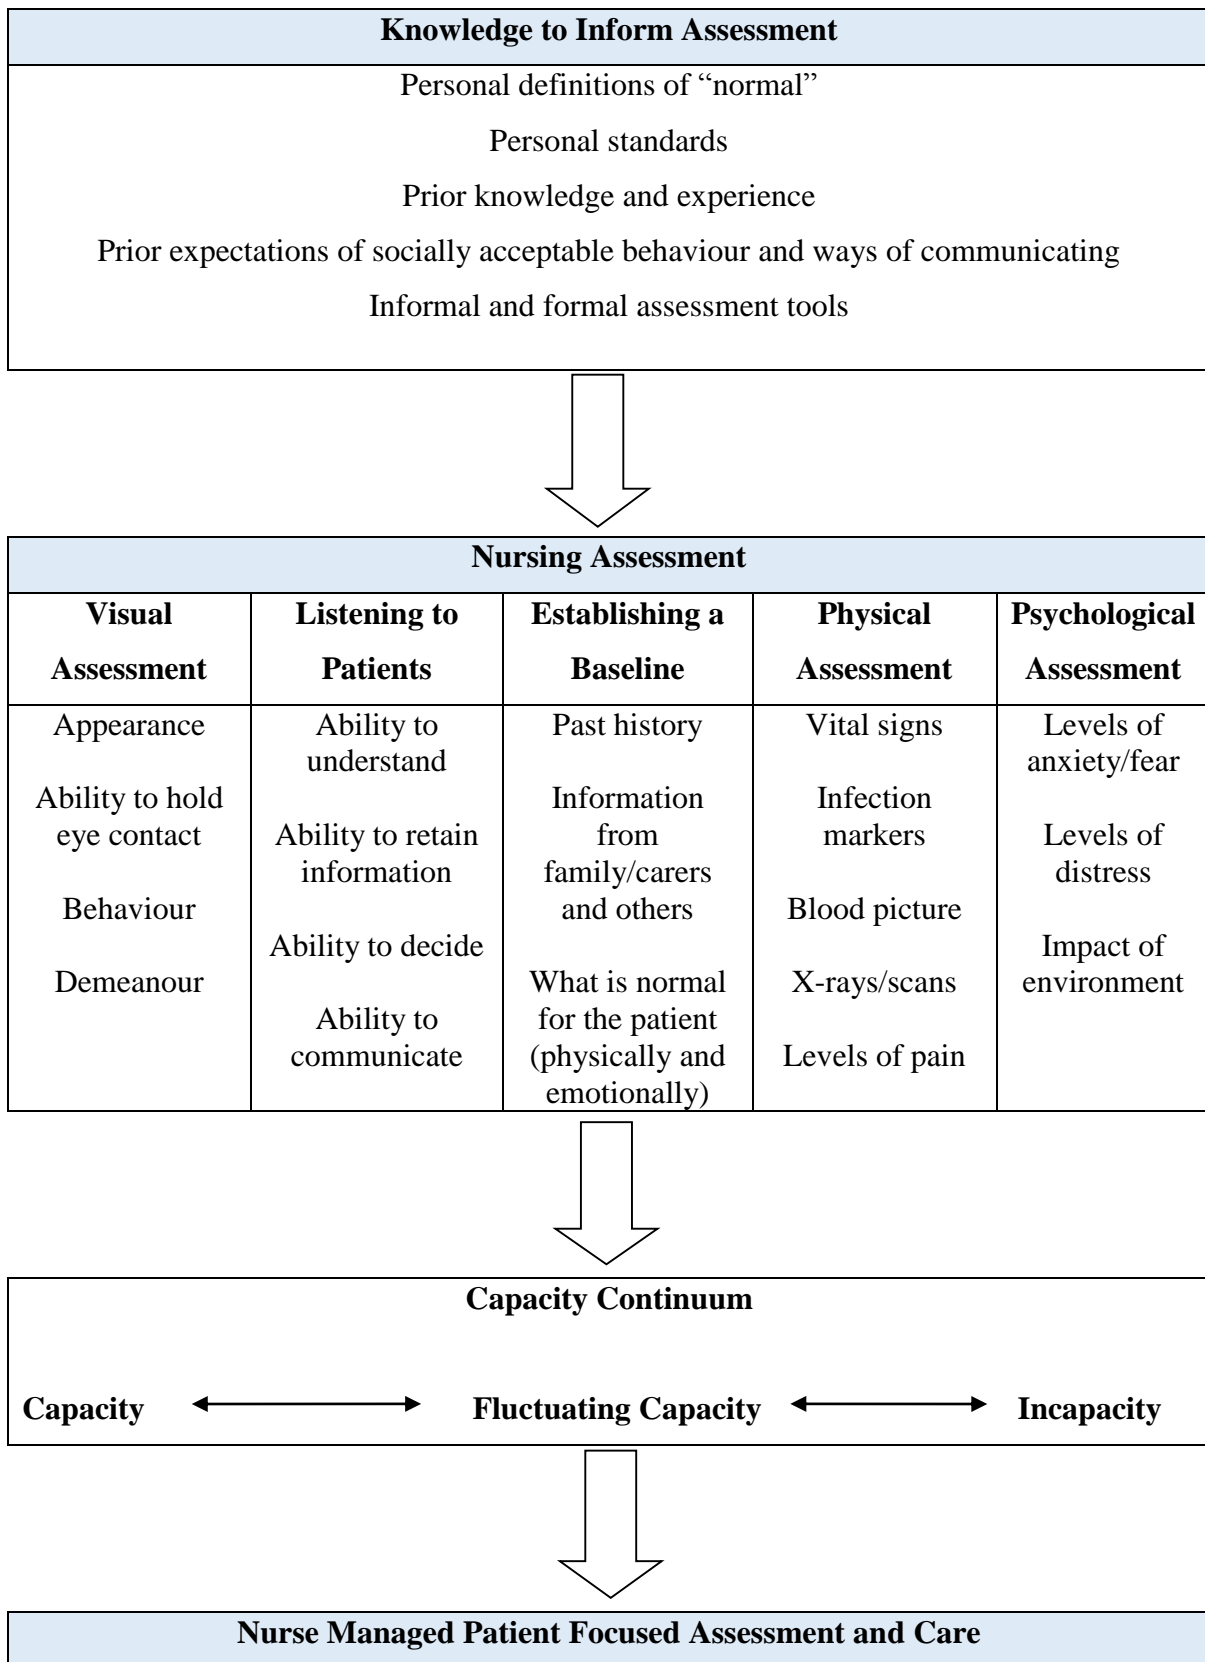 Knowledge to Inform Assessment
Personal definitions of “normal”
Personal standards
Prior knowledge and experience
Prior expectations of socially acceptable behaviour and ways of communicating
Informal and formal assessment tools
Nursing Assessment
Visual
Assessment
Listening to
Patients
Establishing a
Baseline
Physical
Assessment
Psychological
Assessment
Appearance
Ability to hold
eye contact
Behaviour
Demeanour
Ability to
understand
Ability to retain
information
Ability to decide
Ability to
communicate
Past history
Information
from
family/carers
and others
What is normal
for the patient
(physically and
emotionally)
Vital signs
Infection
markers
Blood picture
X-rays/scans
Levels of pain
Levels of
anxiety/fear
Levels of
distress
Impact of
environment
Capacity Continuum
Capacity Fluctuating Capacity Incapacity
Nurse Managed Patient Focused Assessment and Care